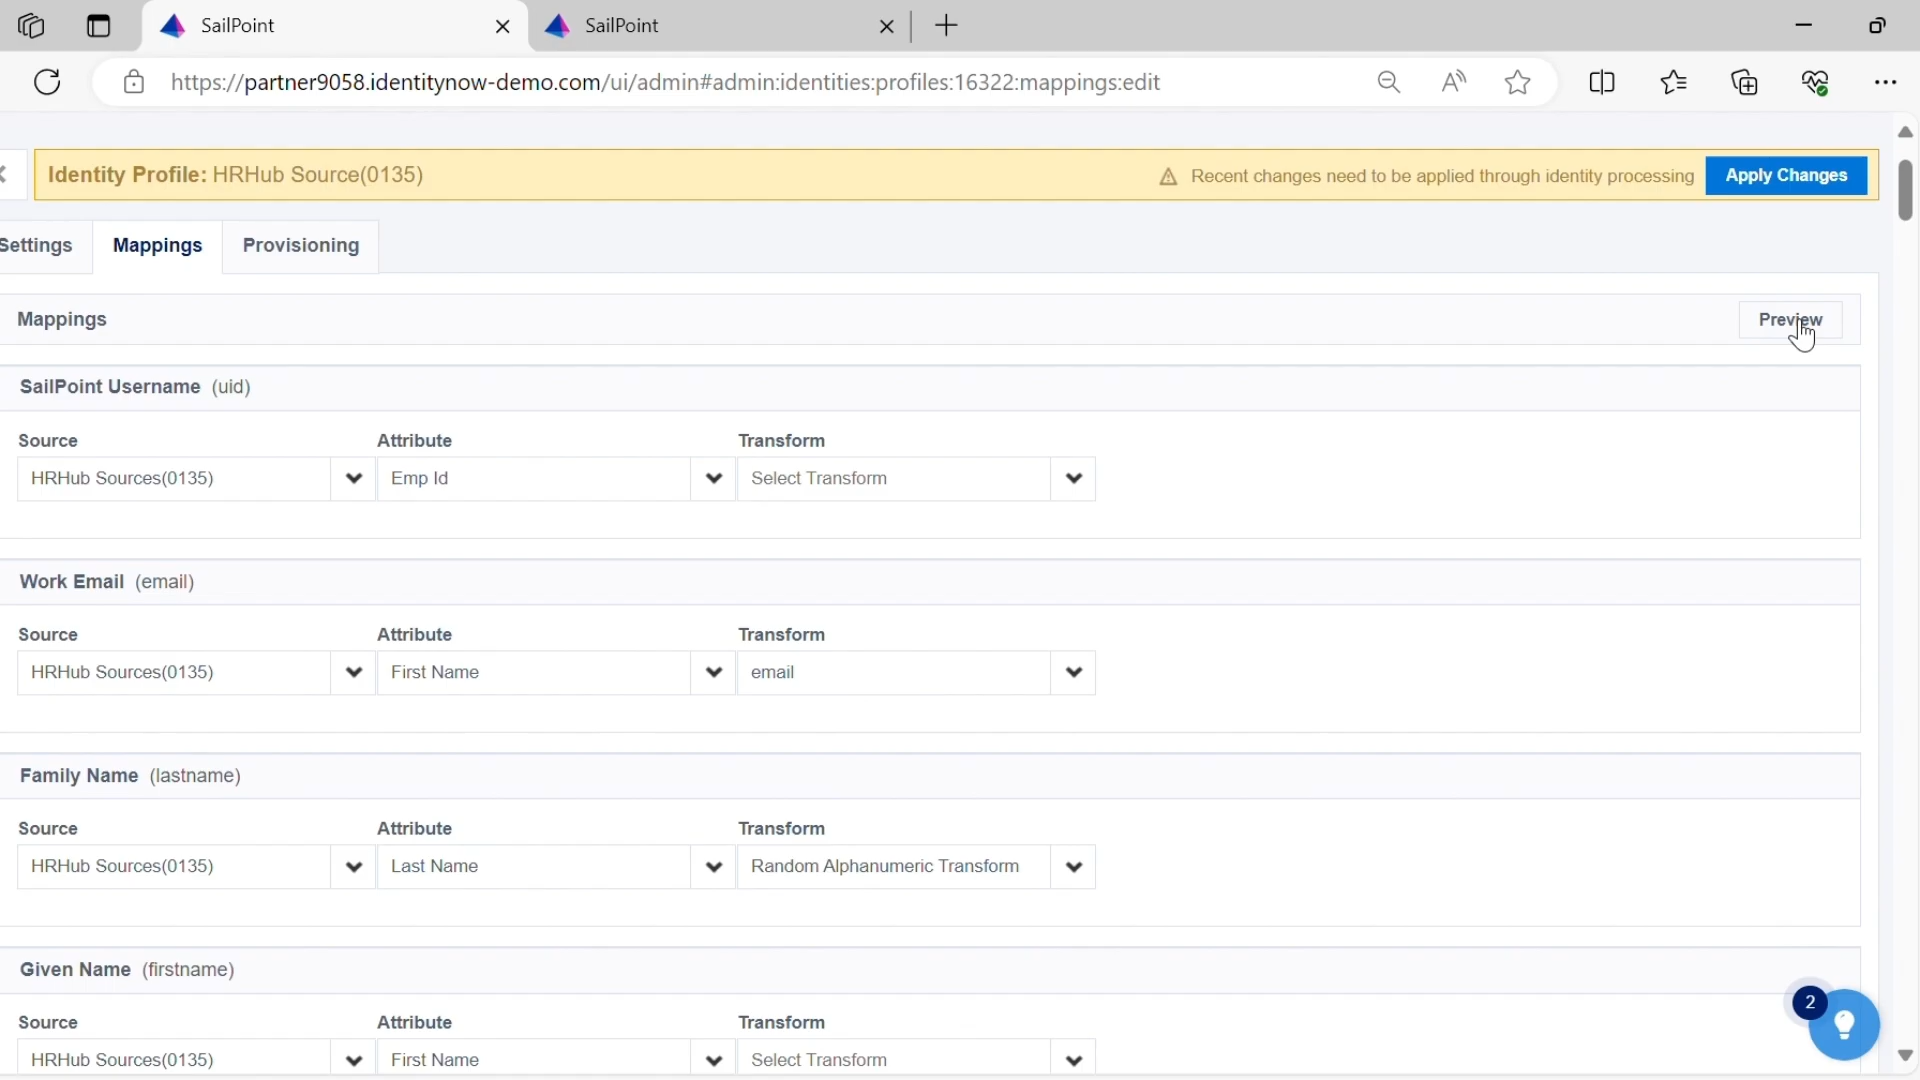 SailPoint
SailPoint
https://partner9058.identitynow-demo.com/ui/admin#admin:identities:profiles:16322:mappings:edit
Identity Profile: HRHub Source(0135)
Recent changes need to be applied through identity processing
Apply Changes
Settings
Mappings
Provisioning
Mappings
Preview
SailPoint Username (uid)
Source Attribute Transform
HRHub Sources(0135) Emp Id Select Transform
Work Email (email)
Source Attribute Transform
HRHub Sources(0135) First Name email
Family Name (lastname)
Source Attribute Transform
HRHub Sources(0135) Last Name Random Alphanumeric Transform
Given Name (firstname)
Source Attribute Transform
HRHub Sources(0135) First Name Select Transform
2